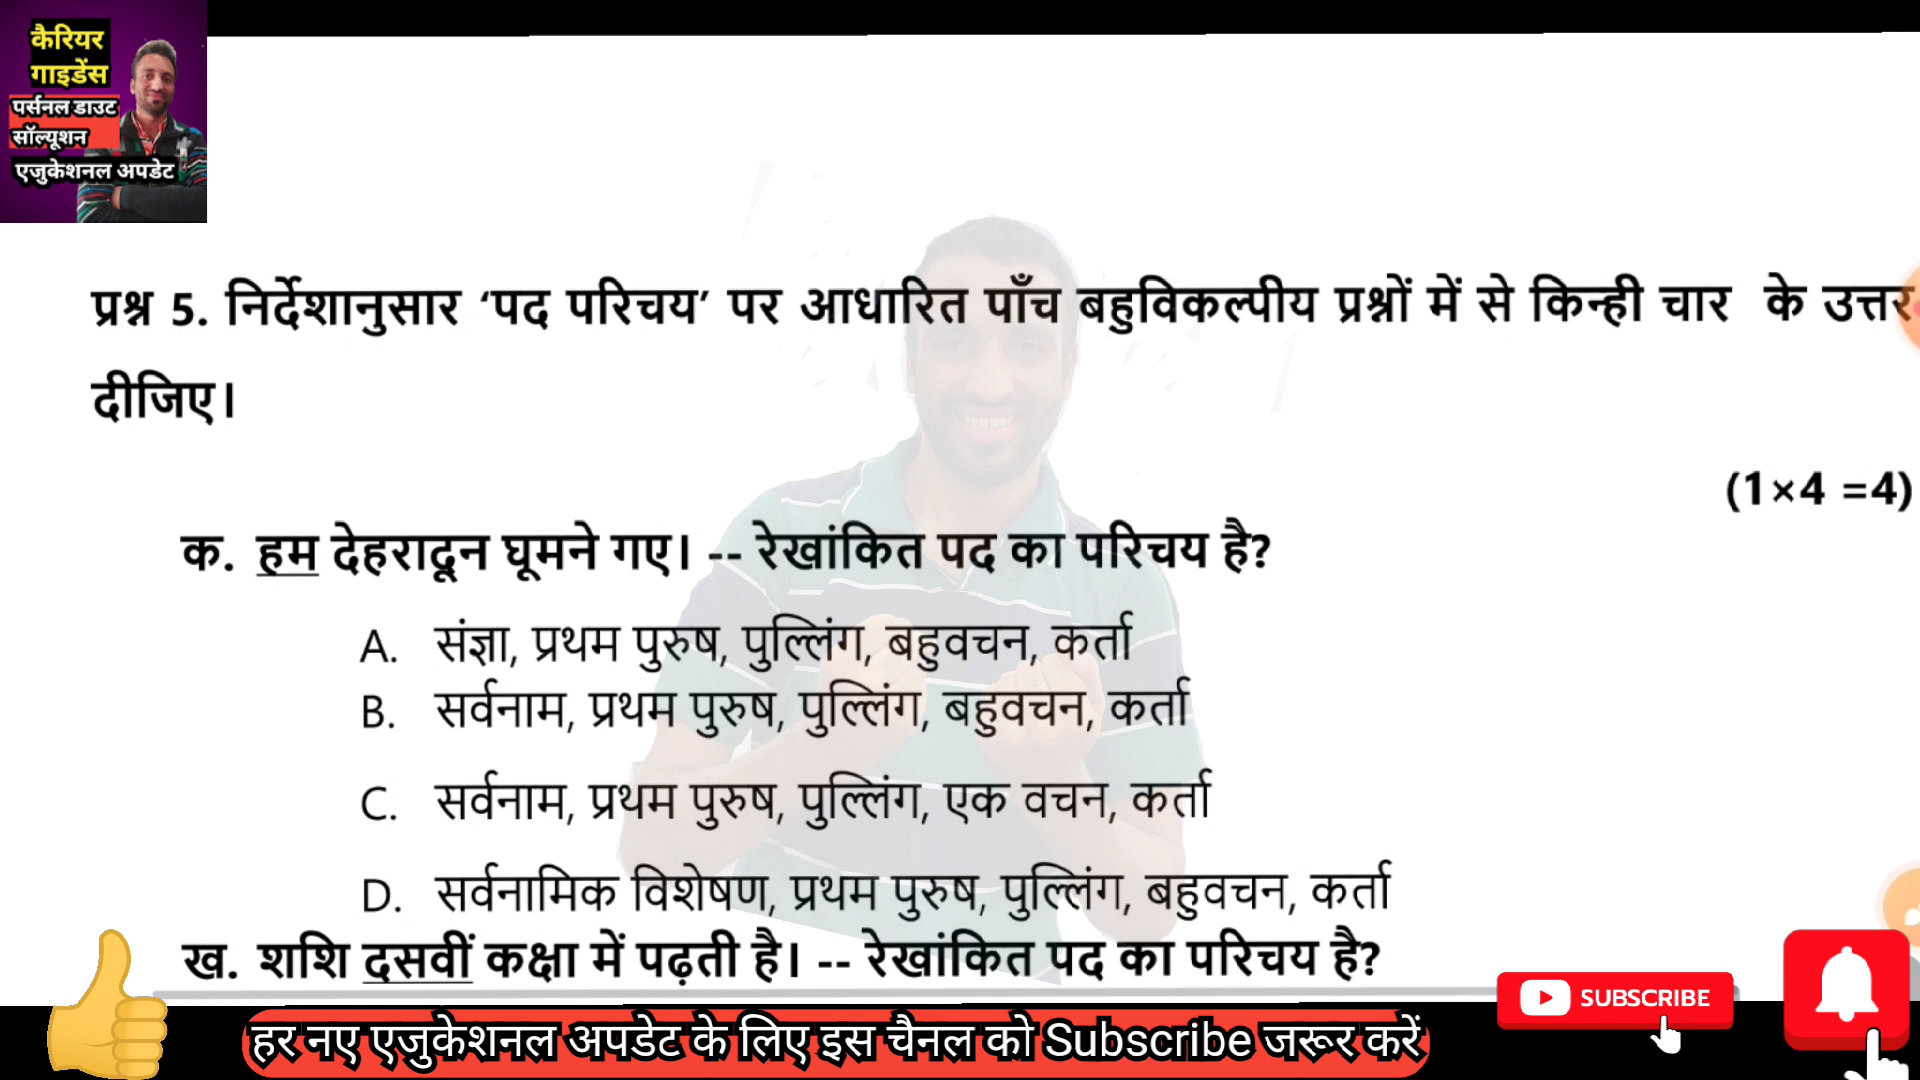 कैरियर
गाइडेंस
पर्सनल डाउट
सॉल्यूशन
एजुकेशनल अपडेट
प्रश्न 5. निर्देशानुसार ‘पद परिचय’ पर आधारित पाँच बहुविकल्पीय प्रश्नों में से किन्ही चार के उत्तर
दीजिए।
(1×4 =4)
क. हम देहरादून घूमने गए। -- रेखांकित पद का परिचय है?
A. संज्ञा, प्रथम पुरुष, पुल्लिंग, बहुवचन, कर्ता
B. सर्वनाम, प्रथम पुरुष, पुल्लिंग, बहुवचन, कर्ता
C. सर्वनाम, प्रथम पुरुष, पुल्लिंग, एक वचन, कर्ता
D. सर्वनामिक विशेषण, प्रथम पुरुष, पुल्लिंग, बहुवचन, कर्ता
ख. शशि दसवीं कक्षा में पढ़ती है। -- रेखांकित पद का परिचय है?
SUBSCRIBE
हर नए एजुकेशनल अपडेट के लिए इस चैनल को Subscribe जरूर करें